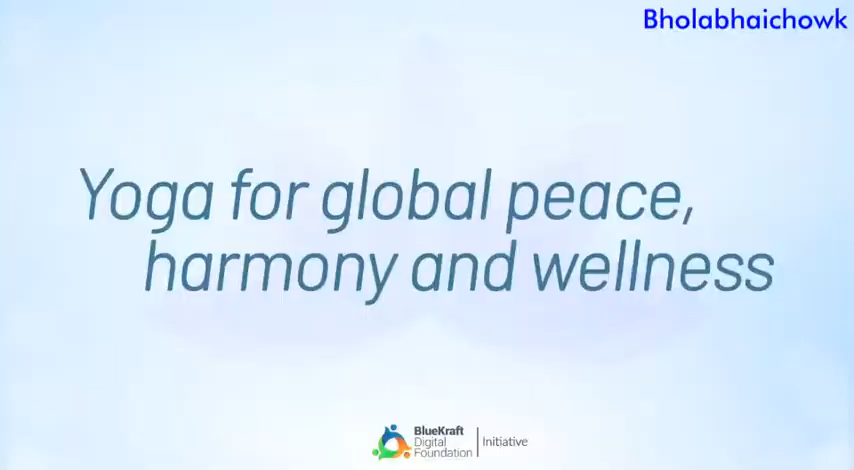 Bholabhaichowk
Yoga for global peace,
harmony and wellness
BlueKraft
Digital
Foundation
Initiative